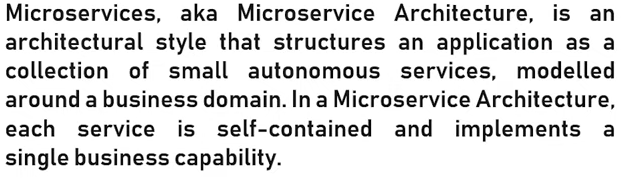 Microservices, aka Microservice Architecture, is an
architectural style that structures an application as a
collection of small autonomous services, modelled
around a business domain. In a Microservice Architecture,
each service is self-contained and implements a
single business capability.